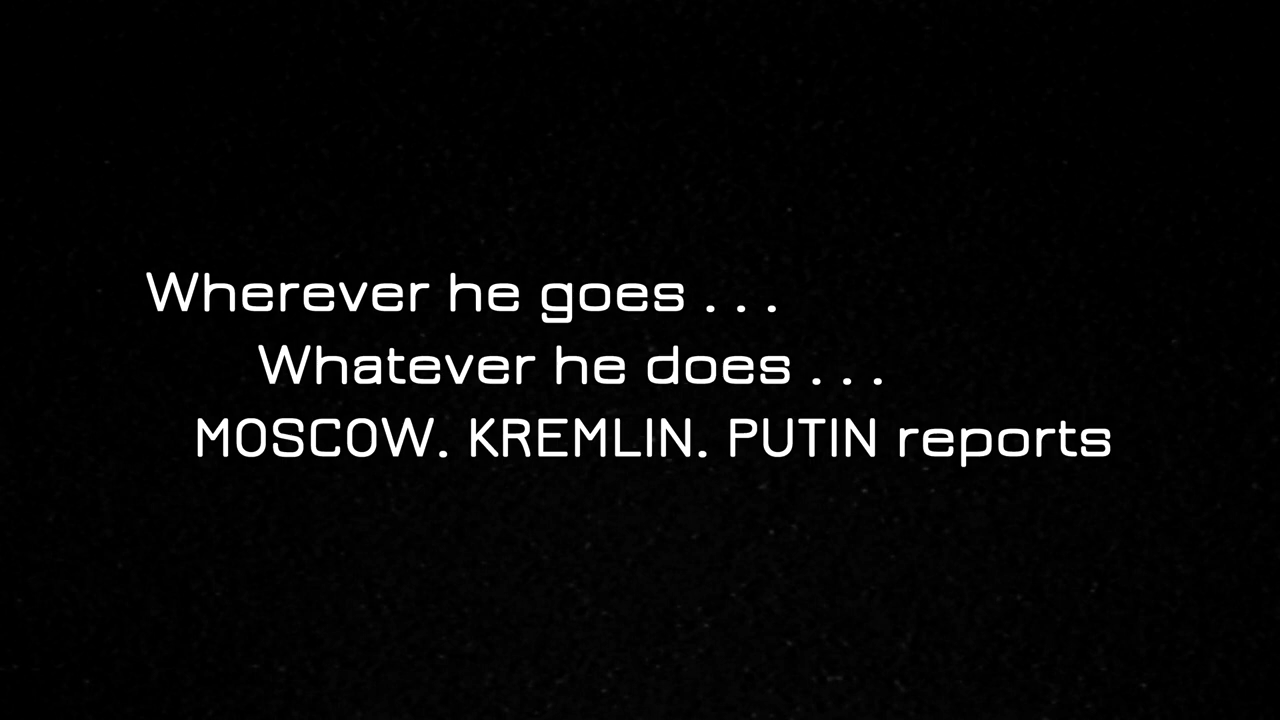 Wherever he goes . . .
Whatever he does . . .
MOSCOW. KREMLIN. PUTIN reports